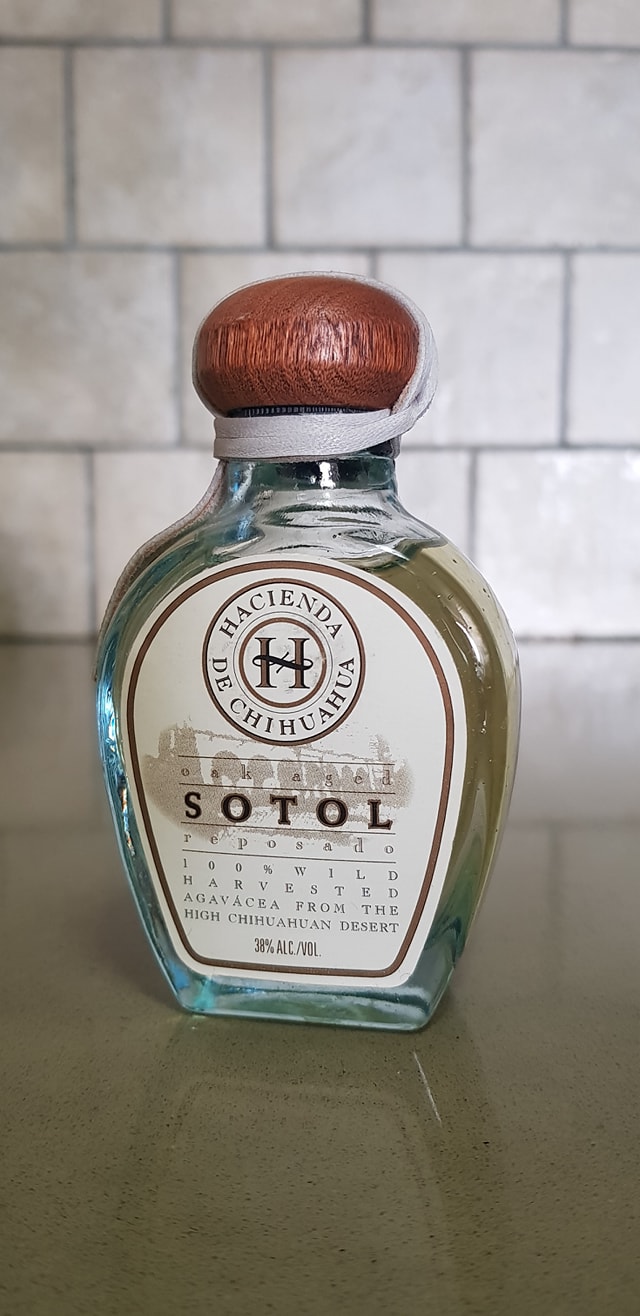 HACIENDA
DE CHIHUAHUA
H
oak aged
SOTOL
reposado
100% WILD
HARVESTED
AGAVÁCEA FROM THE
HIGH CHIHUAHUAN DESERT
38% ALC./VOL.